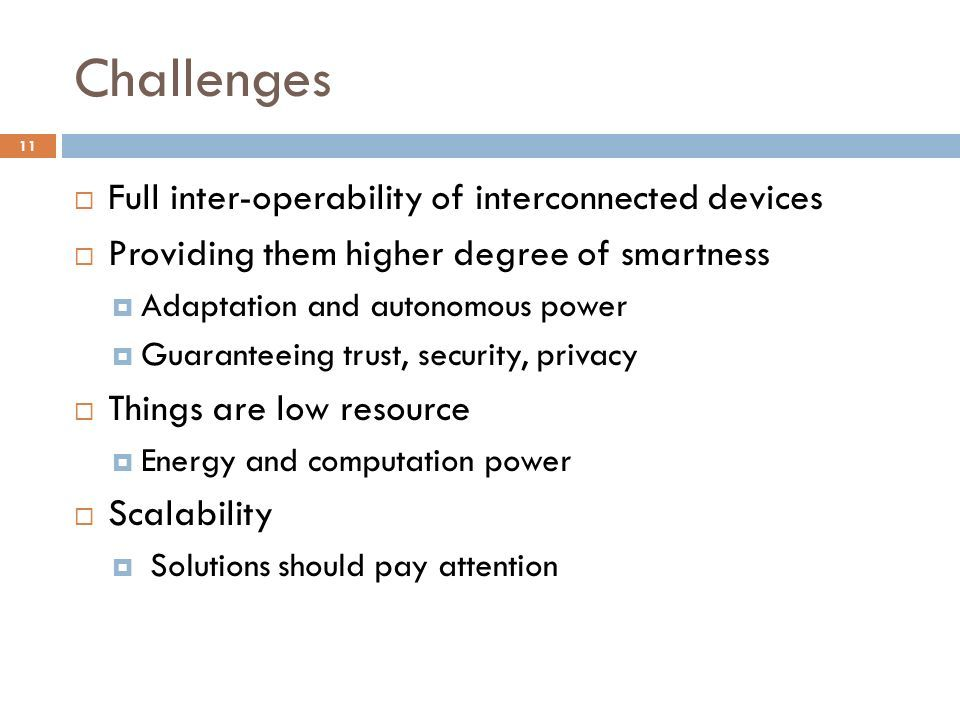 Challenges
11
Full inter-operability of interconnected devices
Providing them higher degree of smartness
Adaptation and autonomous power
Guaranteeing trust, security, privacy
Things are low resource
Energy and computation power
Scalability
Solutions should pay attention